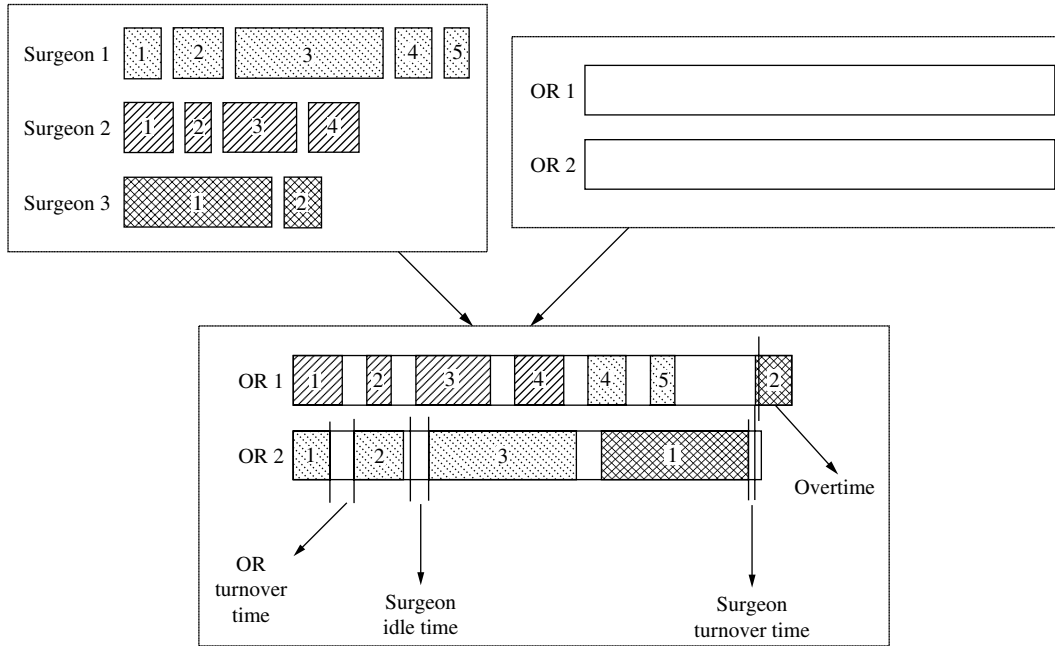 Surgeon 1 1 2 3 4 5
Surgeon 2 1 2 3 4
Surgeon 3 1 2
OR 1
OR 2
OR 1 1 2 3 4 4 5 2
OR 2 1 2 3 1
Overtime
OR
turnover
time
Surgeon
idle time
Surgeon
turnover time